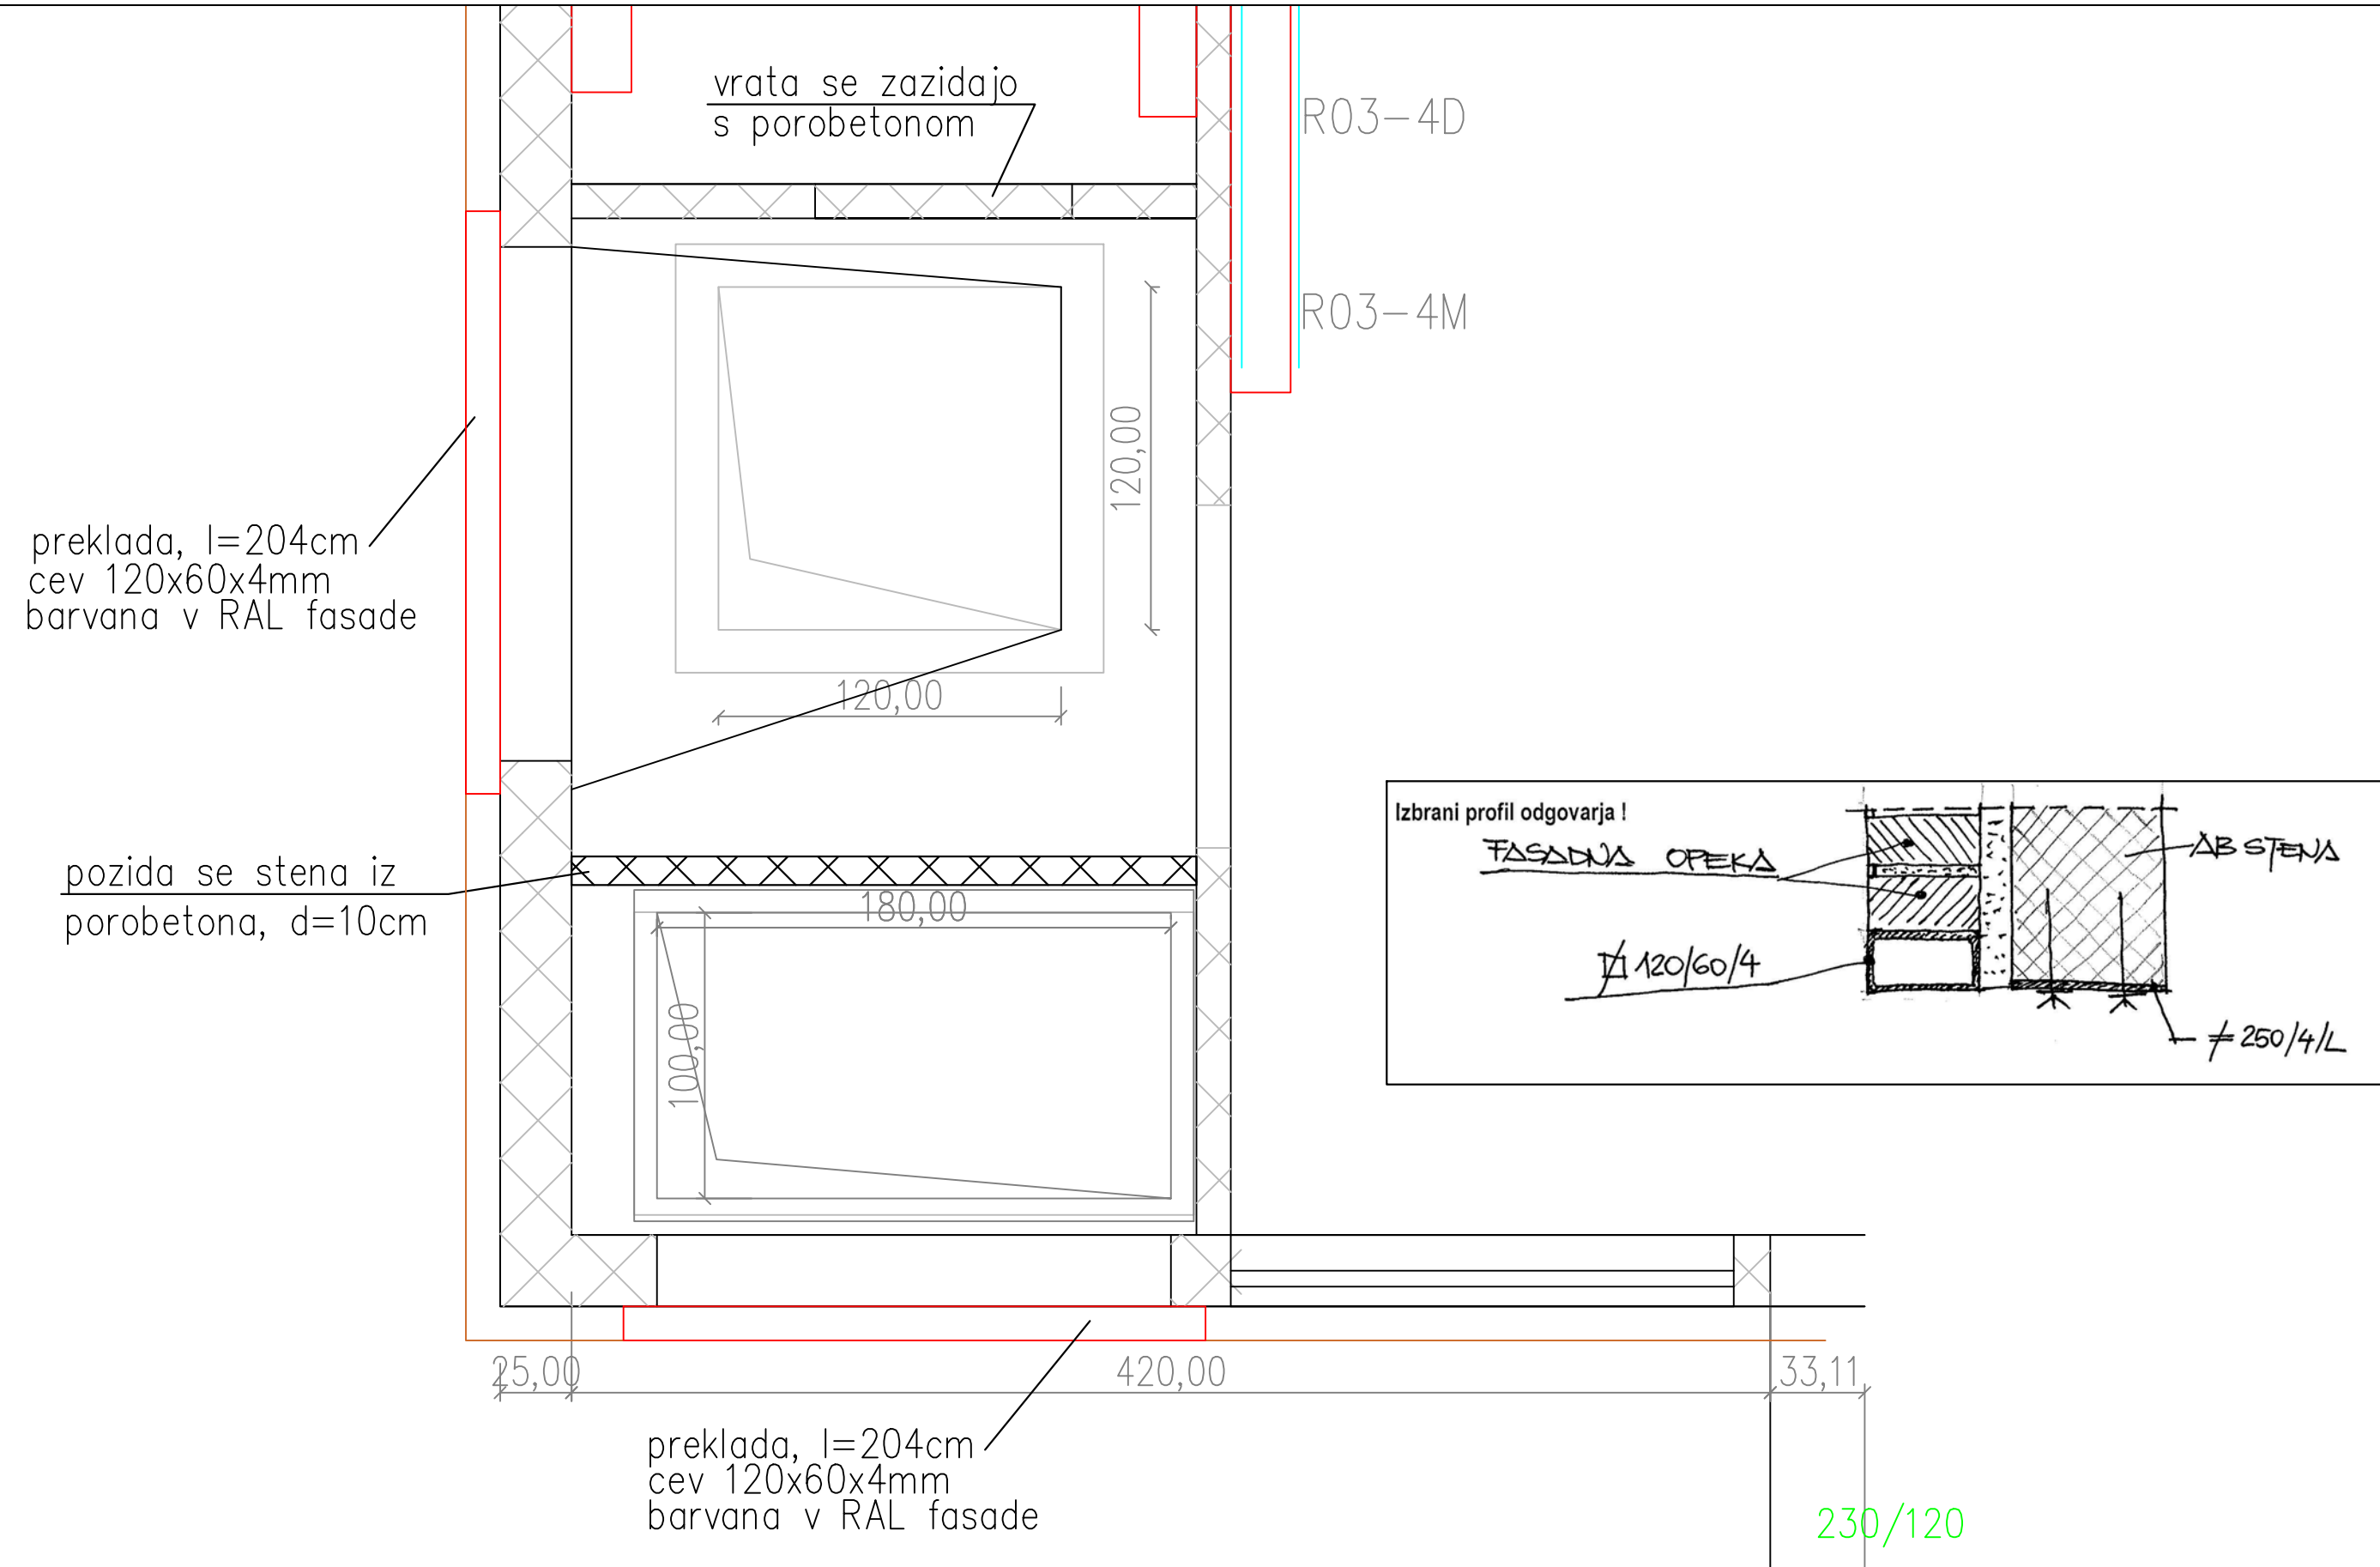 vrata se zazidajo
s porobetonom
R03-4D
R03-4M
120,00
120,00
preklada, l=204cm
cev 120x60x4mm
barvana v RAL fasade
Izbrani profil odgovarja !
FASADNA OPEKA
AB STENA
120/60/4
≠ 250/4/L
pozida se stena iz
porobetona, d=10cm
180,00
100,00
25,00
420,00
33,11
preklada, l=204cm
cev 120x60x4mm
barvana v RAL fasade
230/120